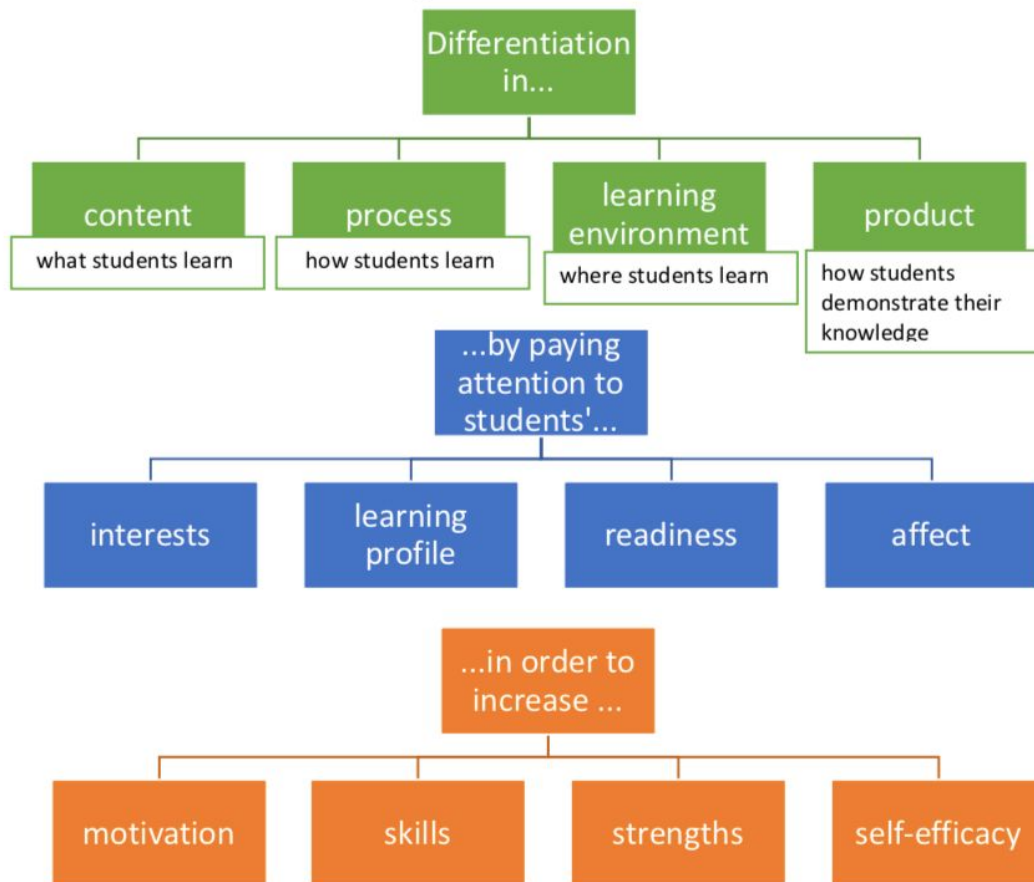 Differentiation
in...
content
process
learning
environment
product
what students learn
how students learn
where students learn
how students
demonstrate their
knowledge
...by paying
attention to
students'...
interests
learning
profile
readiness
affect
...in order to
increase ...
motivation
skills
strengths
self-efficacy